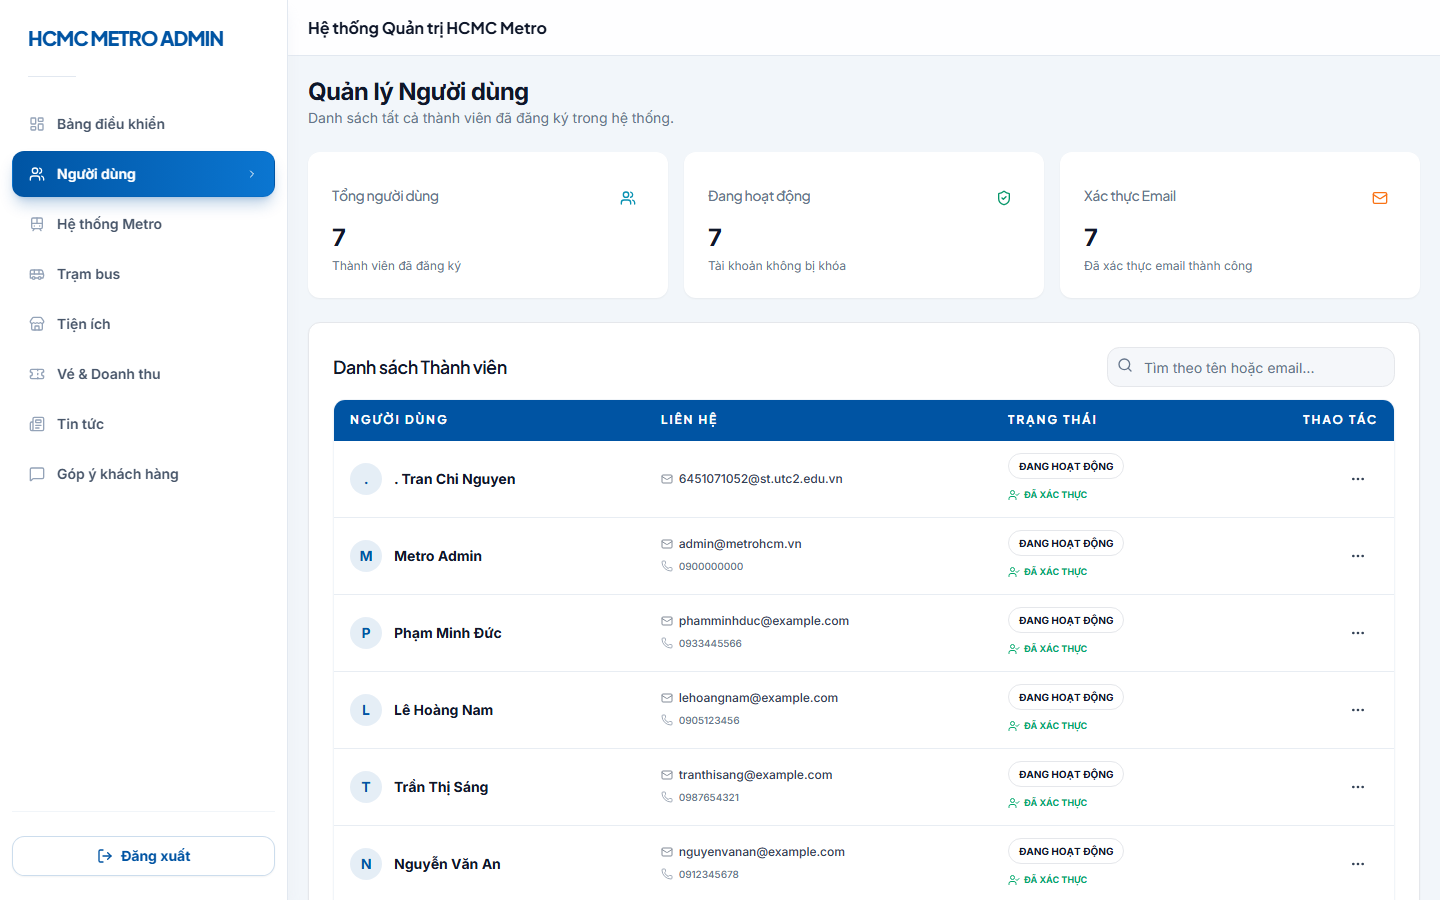 HCMC METRO ADMIN
Bảng điều khiển
Người dùng
Hệ thống Metro
Trạm bus
Tiện ích
Vé & Doanh thu
Tin tức
Góp ý khách hàng
Đăng xuất
Hệ thống Quản trị HCMC Metro
Quản lý Người dùng
Danh sách tất cả thành viên đã đăng ký trong hệ thống.
Tổng người dùng
7
Thành viên đã đăng ký
Đang hoạt động
7
Tài khoản không bị khóa
Xác thực Email
7
Đã xác thực email thành công
Danh sách Thành viên
Tìm theo tên hoặc email...
NGƯỜI DÙNG LIÊN HỆ TRẠNG THÁI THAO TÁC
. . Tran Chi Nguyen 6451071052@st.utc2.edu.vn ĐANG HOẠT ĐỘNG
ĐÃ XÁC THỰC
M Metro Admin admin@metrohcm.vn ĐANG HOẠT ĐỘNG
0900000000 ĐÃ XÁC THỰC
P Phạm Minh Đức phamminhduc@example.com ĐANG HOẠT ĐỘNG
0933445566 ĐÃ XÁC THỰC
L Lê Hoàng Nam lehoangnam@example.com ĐANG HOẠT ĐỘNG
0905123456 ĐÃ XÁC THỰC
T Trần Thị Sáng tranthisang@example.com ĐANG HOẠT ĐỘNG
0987654321 ĐÃ XÁC THỰC
N Nguyễn Văn An nguyenvanan@example.com ĐANG HOẠT ĐỘNG
0912345678 ĐÃ XÁC THỰC